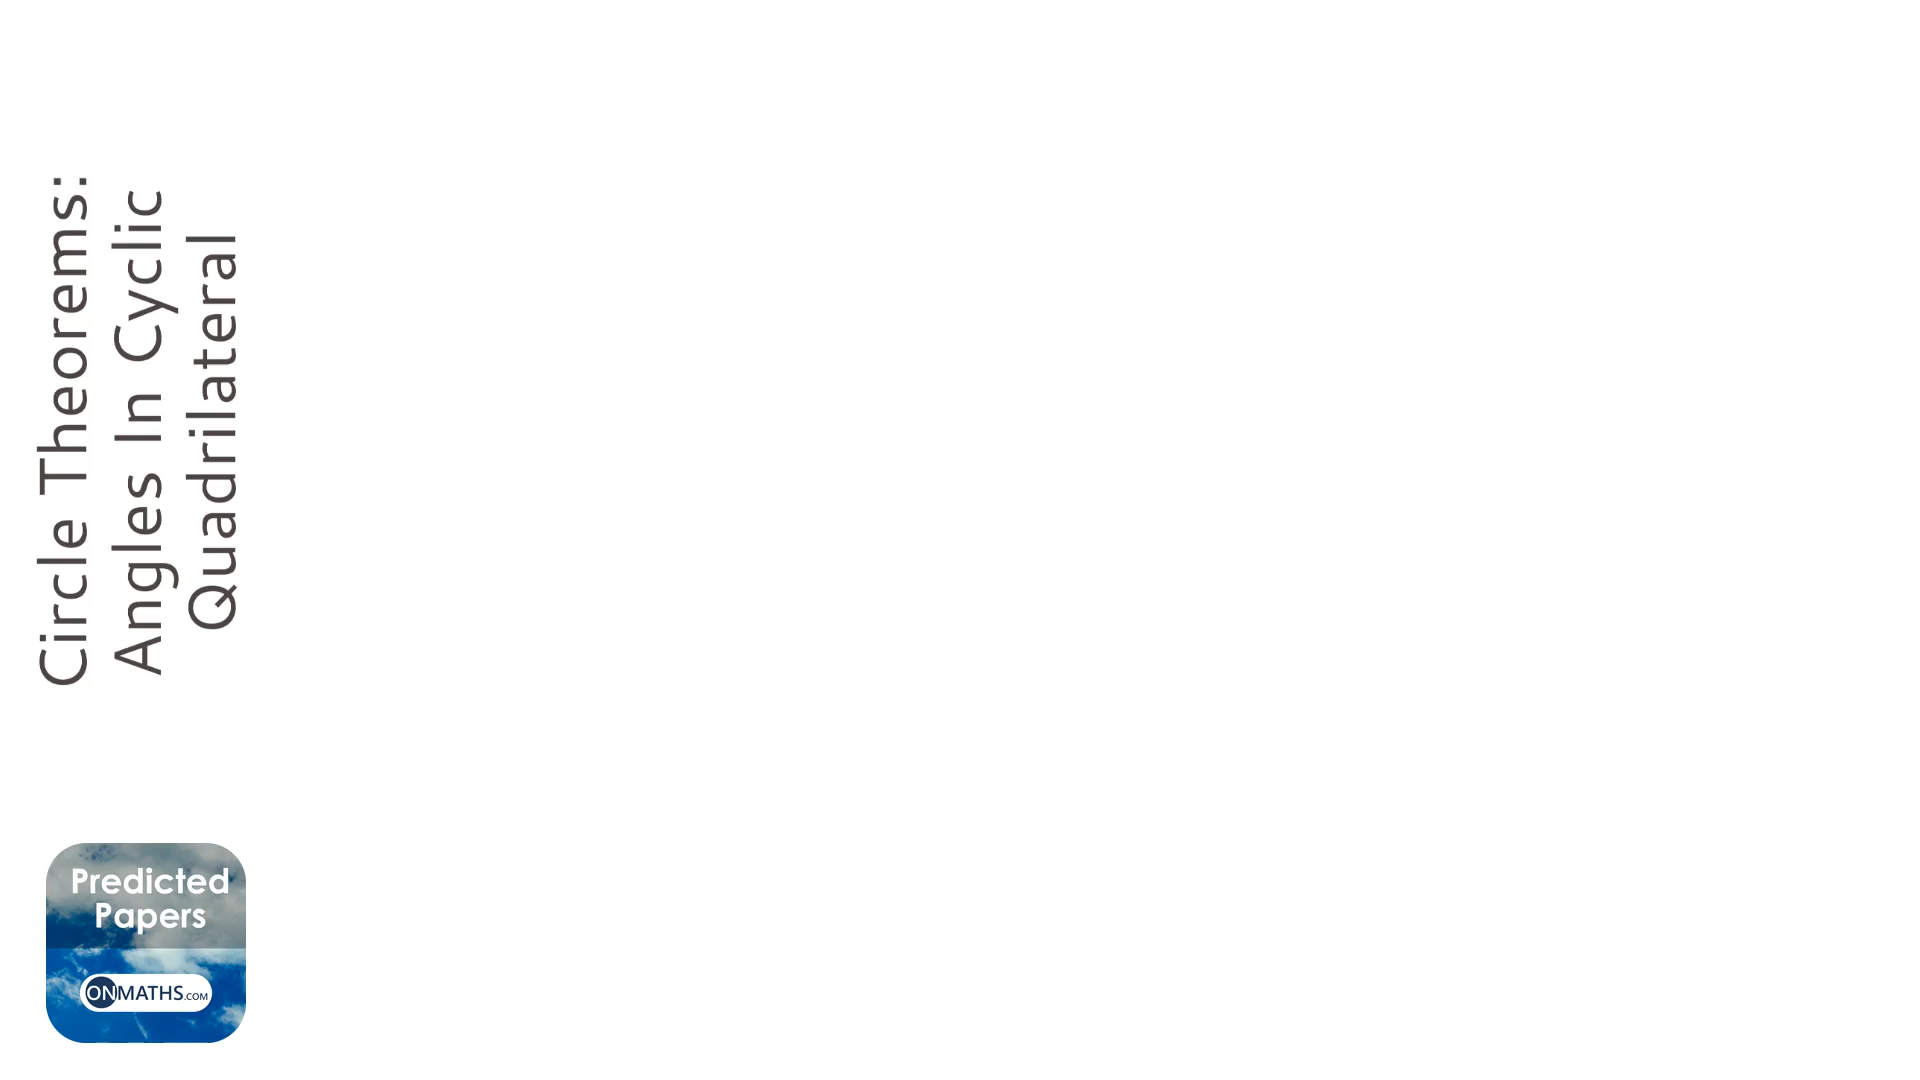 Circle Theorems:
Angles In Cyclic
Quadrilateral
Predicted
Papers
ONMATHS.COM